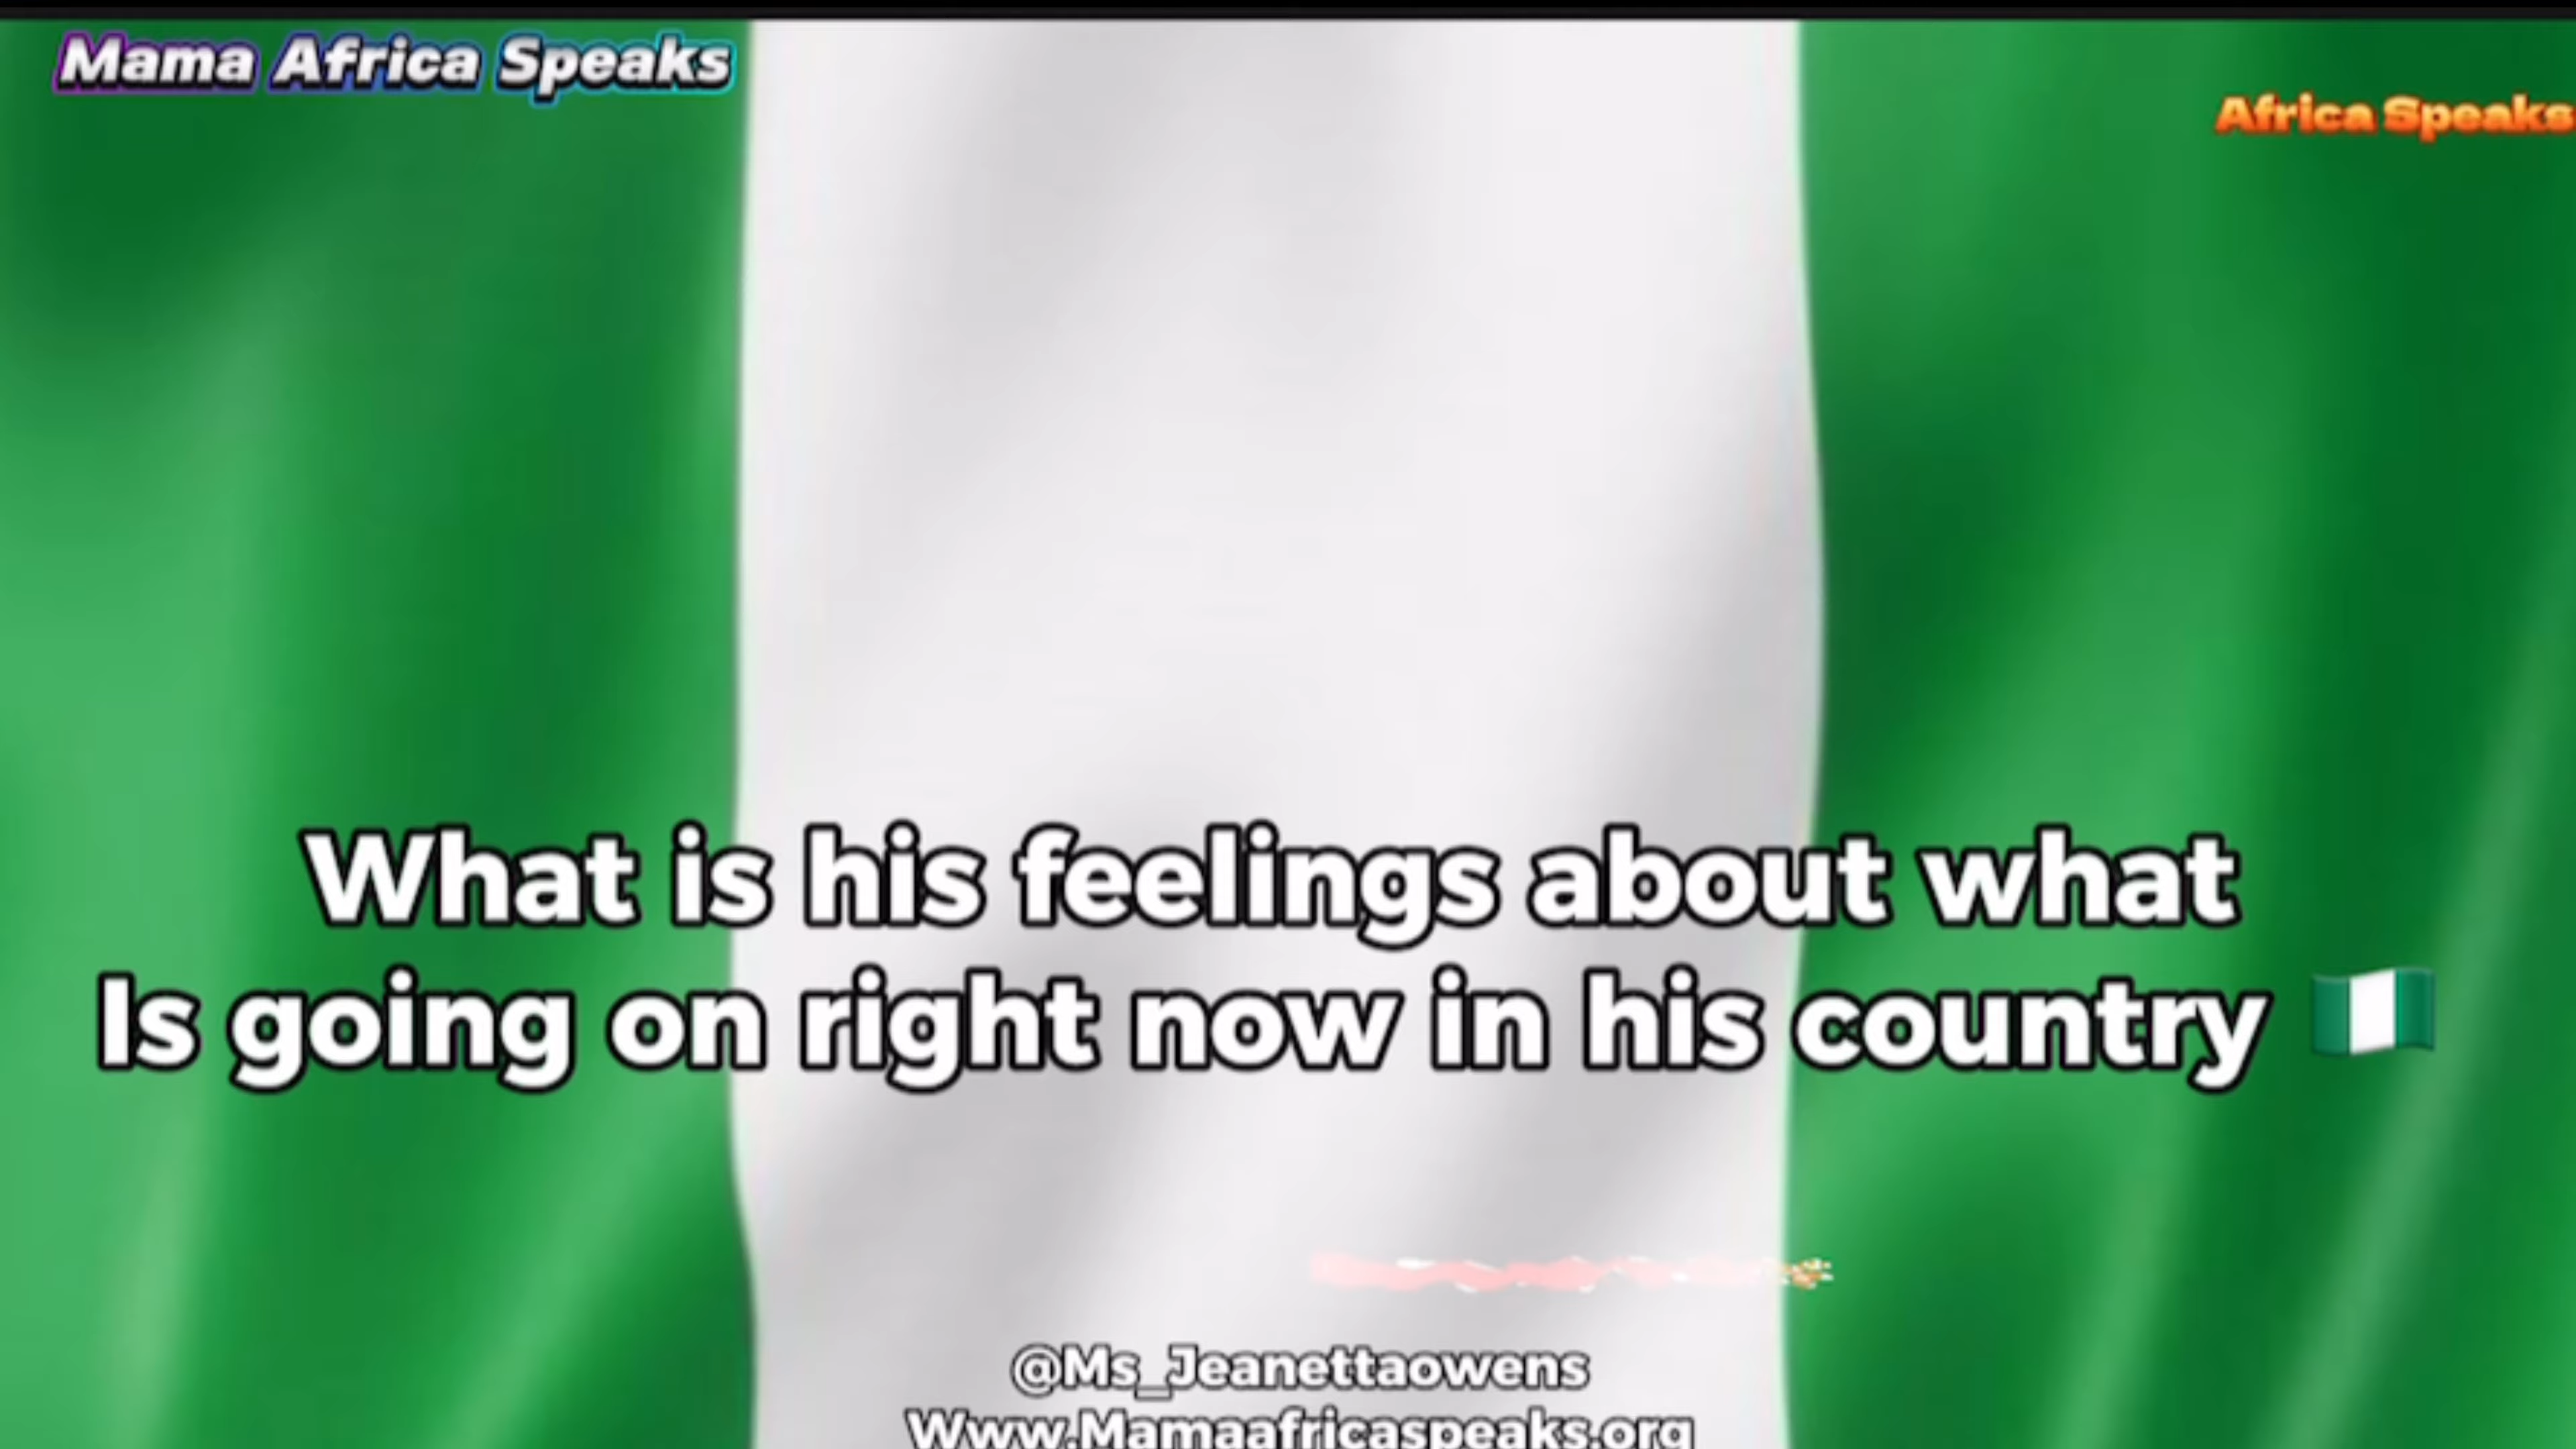 Mama Africa Speaks
Africa Speaks
What is his feelings about what
Is going on right now in his country
@Ms_Jeanettaowens
Www.Mamaafricaspeaks.org